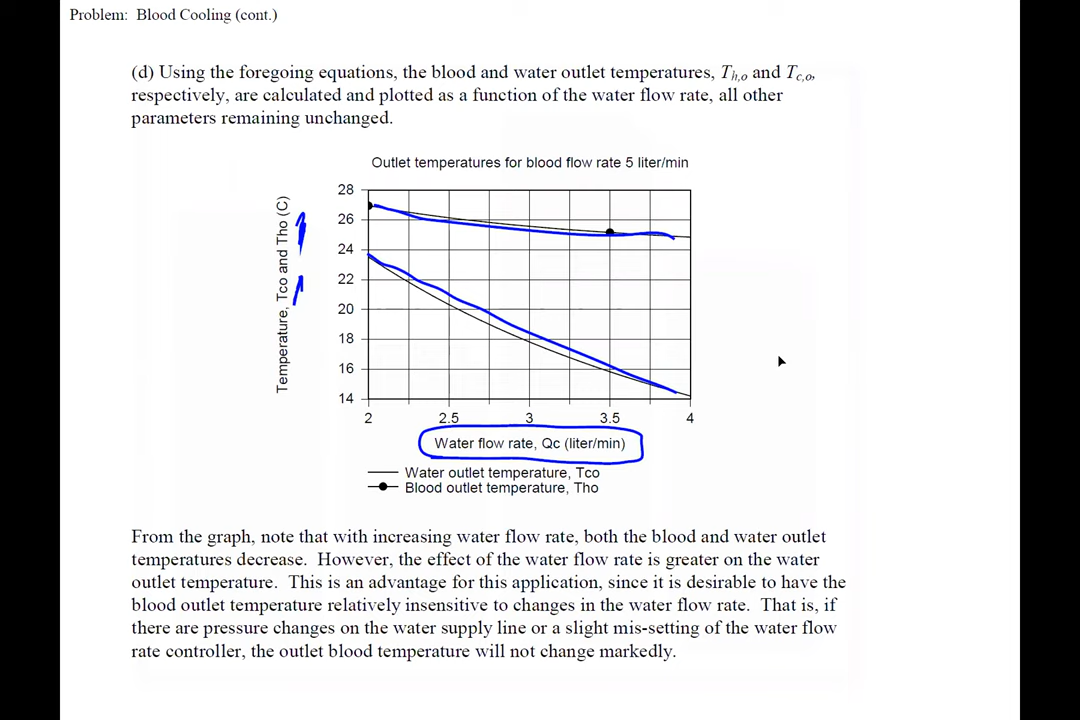 Problem: Blood Cooling (cont.)
(d) Using the foregoing equations, the blood and water outlet temperatures, Th,o and Tc,o,
respectively, are calculated and plotted as a function of the water flow rate, all other
parameters remaining unchanged.
Outlet temperatures for blood flow rate 5 liter/min
Temperature, Tco and Tho (C)
28
26
24
22
20
18
16
14
2 2.5 3 3.5 4
Water flow rate, Qc (liter/min)
Water outlet temperature, Tco
Blood outlet temperature, Tho
From the graph, note that with increasing water flow rate, both the blood and water outlet
temperatures decrease. However, the effect of the water flow rate is greater on the water
outlet temperature. This is an advantage for this application, since it is desirable to have the
blood outlet temperature relatively insensitive to changes in the water flow rate. That is, if
there are pressure changes on the water supply line or a slight mis-setting of the water flow
rate controller, the outlet blood temperature will not change markedly.